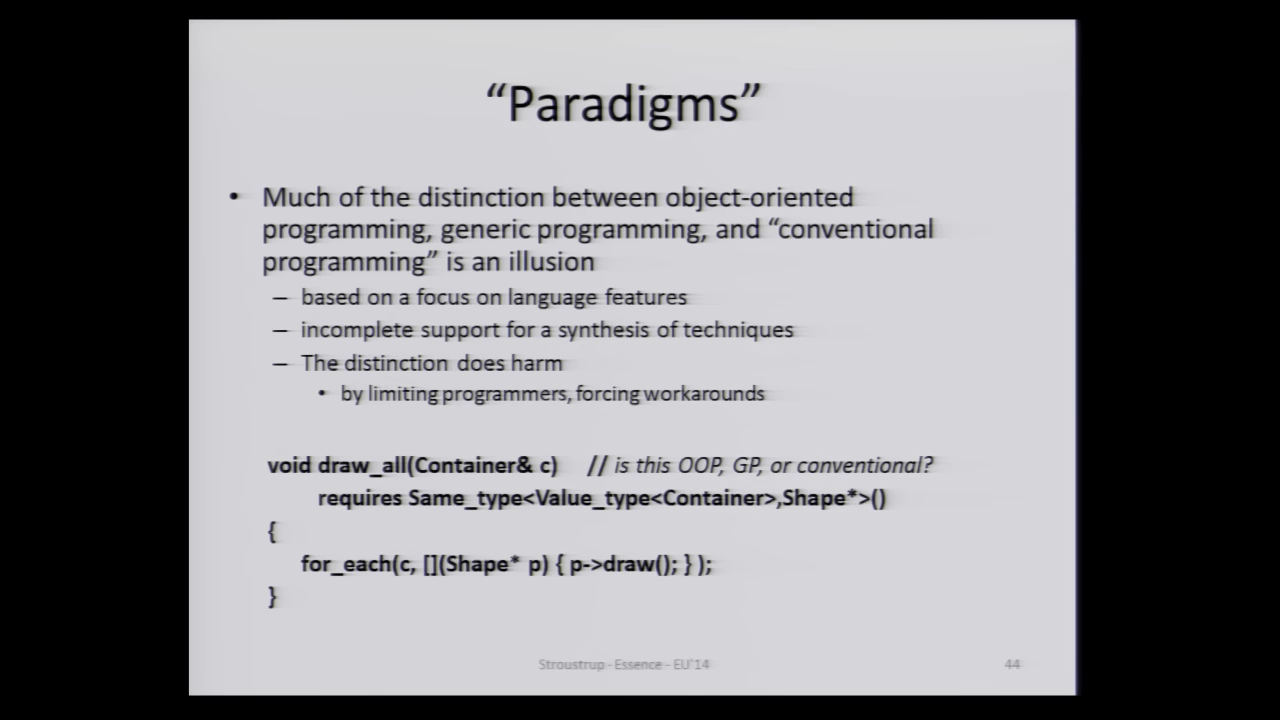 “Paradigms”
• Much of the distinction between object-oriented
programming, generic programming, and “conventional
programming” is an illusion
– based on a focus on language features
– incomplete support for a synthesis of techniques
– The distinction does harm
• by limiting programmers, forcing workarounds
void draw_all(Container& c) // is this OOP, GP, or conventional?
requires Same_type<Value_type<Container>,Shape*>()
{
for_each(c, [](Shape* p) { p->draw(); } );
}
Stroustrup - Essence - EU'14 44